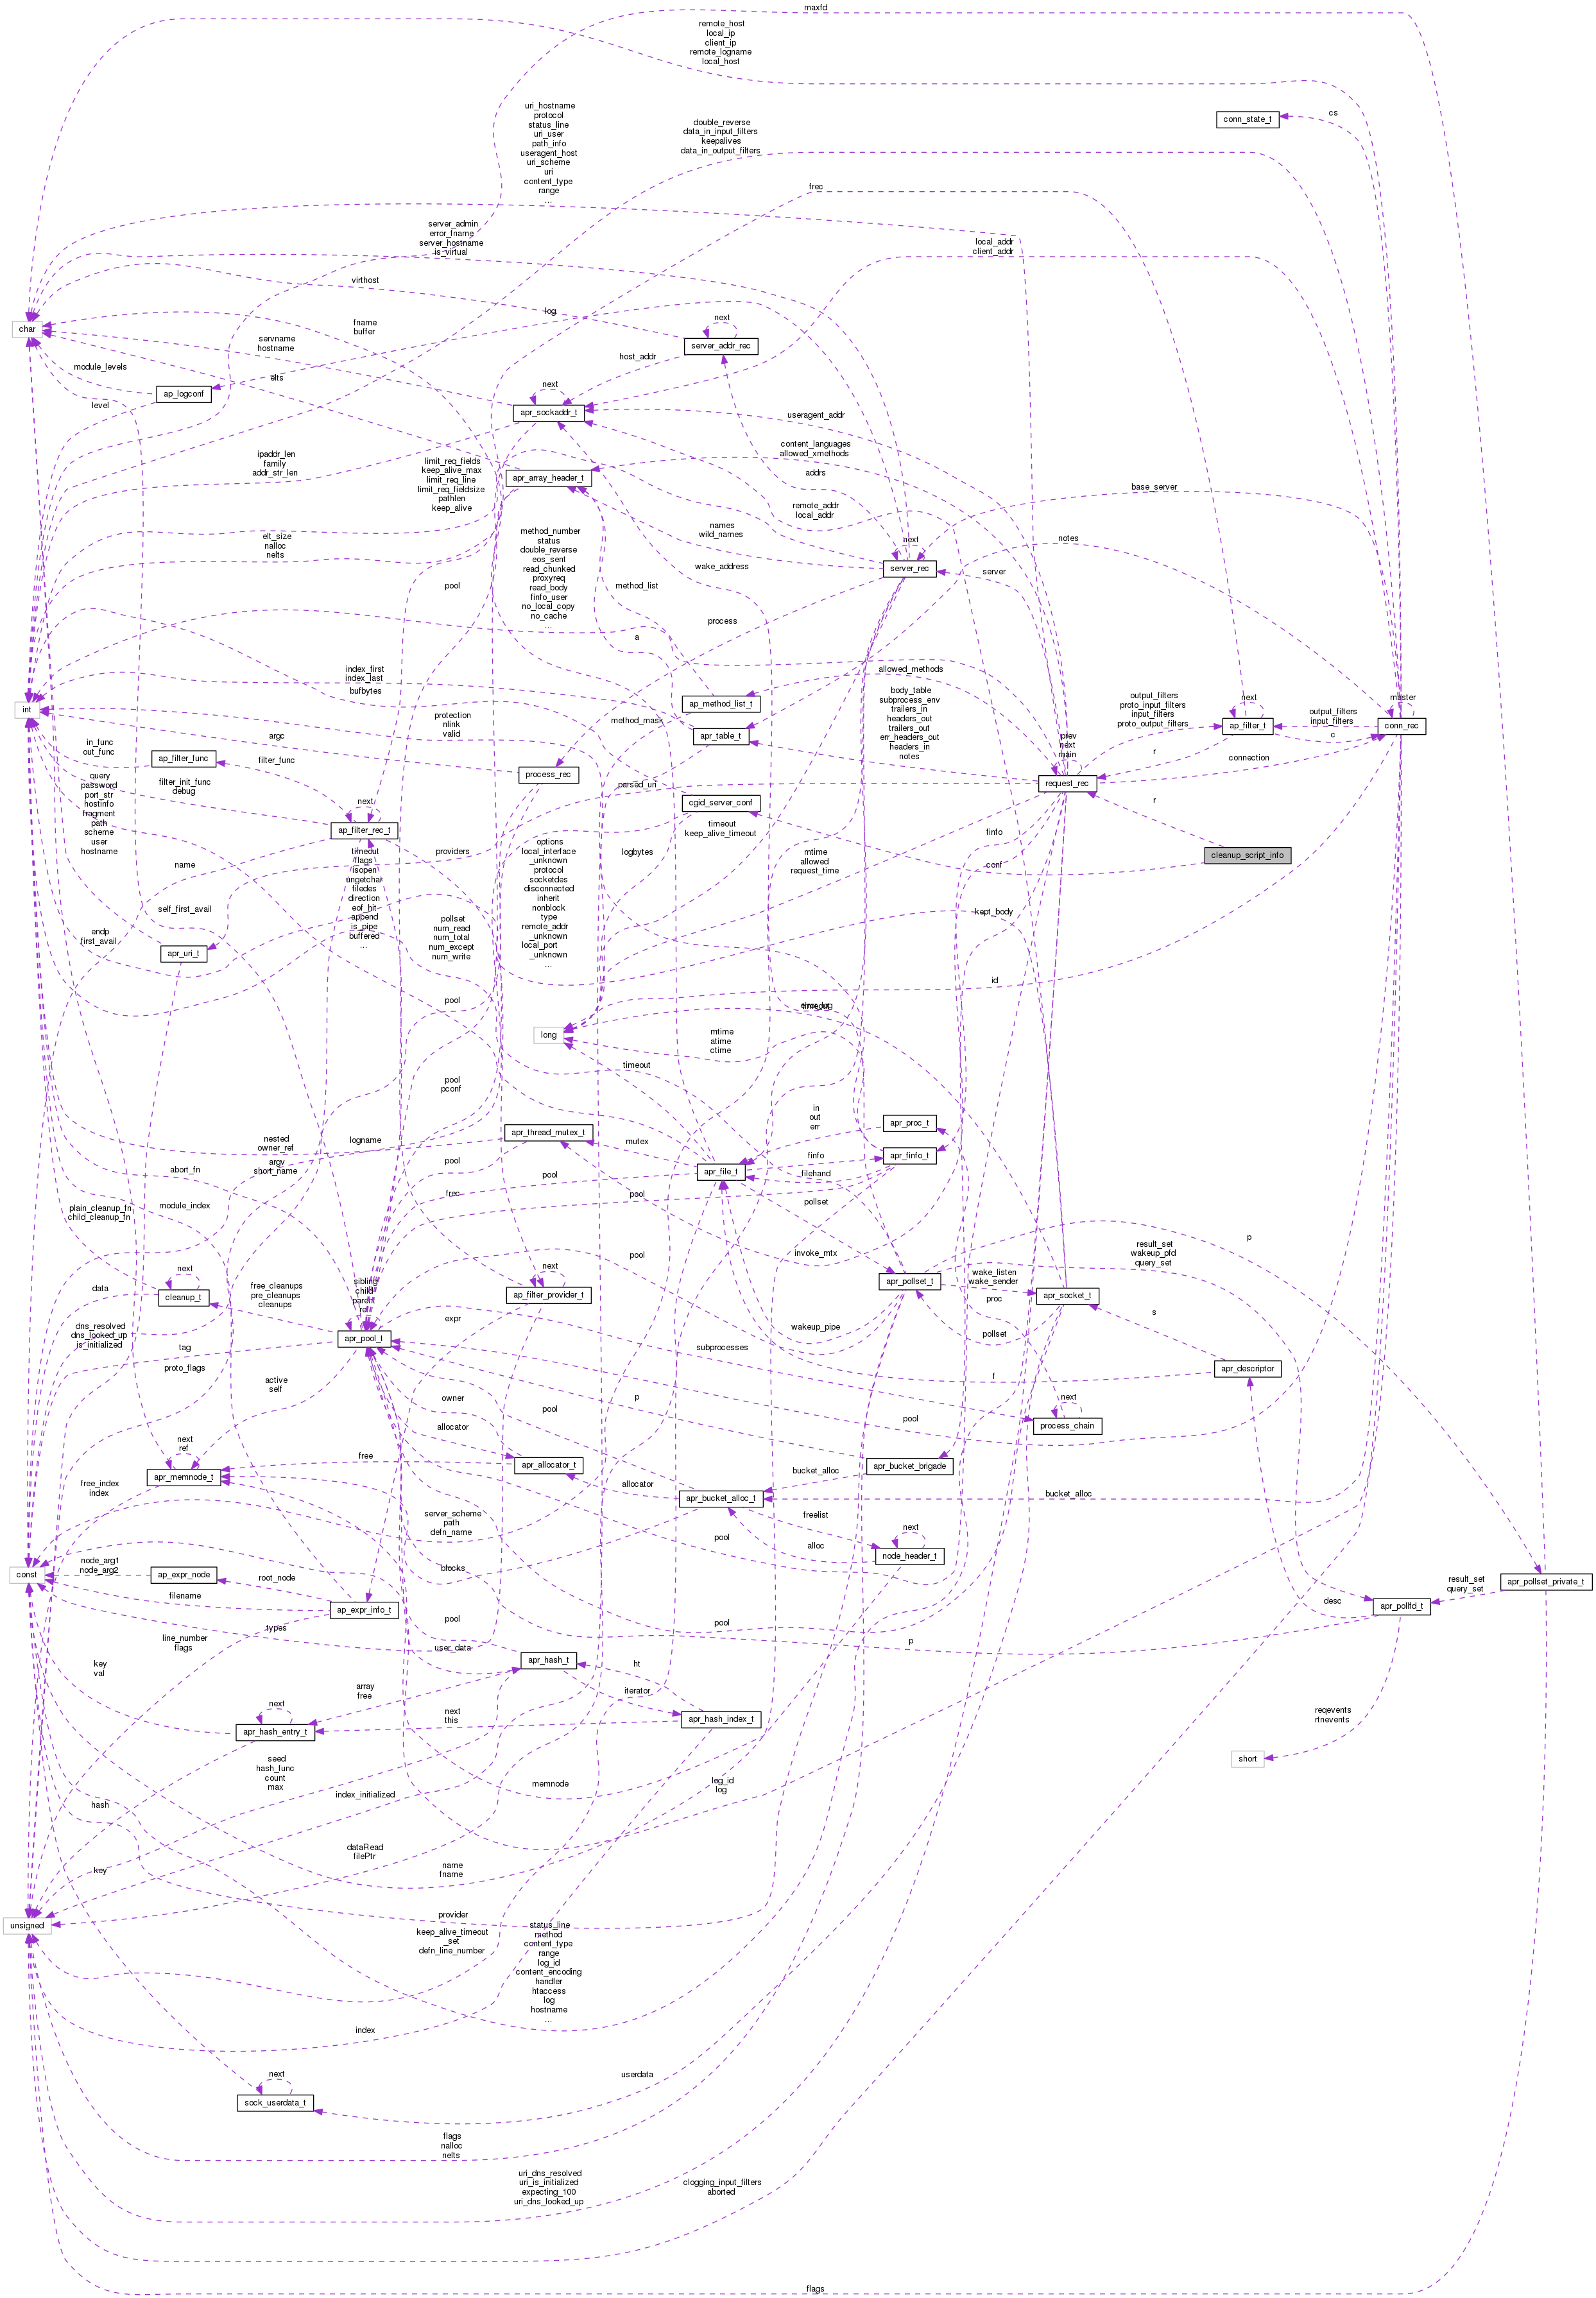 maxfd
remote_host
local_ip
client_ip
remote_logname
local_host
uri_hostname
protocol
status_line
uri_user
path_info
useragent_host
uri_scheme
uri
content_type
range
...
double_reverse
data_in_input_filters
keepalives
data_in_output_filters
conn_state_t
cs
frec
server_admin
error_fname
server_hostname
is_virtual
local_addr
client_addr
virthost
log
char
fname
buffer
servname
hostname
next
server_addr_rec
host_addr
module_levels
elts
ap_logconf
level
next
apr_sockaddr_t
useragent_addr
ipaddr_len
family
addr_str_len
limit_req_fields
keep_alive_max
limit_req_line
limit_req_fieldsize
pathlen
keep_alive
apr_array_header_t
content_languages
allowed_xmethods
addrs
base_server
remote_addr
local_addr
names
wild_names
elt_size
nalloc
nelts
method_number
status
double_reverse
eos_sent
read_chunked
proxyreq
read_body
finfo_user
no_local_copy
no_cache
...
next
server_rec
notes
wake_address
server
pool
method_list
process
a
index_first
index_last
bufbytes
allowed_methods
int
ap_method_list_t
body_table
subprocess_env
trailers_in
headers_out
trailers_out
err_headers_out
headers_in
notes
output_filters
proto_input_filters
input_filters
proto_output_filters
next
ap_filter_t
output_filters
input_filters
master
conn_rec
c
protection
nlink
valid
method_mask
apr_table_t
argc
in_func
out_func
ap_filter_func
filter_func
process_rec
prev
next
main
request_rec
r
connection
query
password
port_str
hostinfo
fragment
path
scheme
user
hostname
filter_init_func
debug
parsed_uri
next
ap_filter_rec_t
cgid_server_conf
r
timeout
keep_alive_timeout
finfo
options
local_interface
_unknown
protocol
socketdes
disconnected
inherit
nonblock
type
remote_addr
_unknown
local_port
_unknown
...
timeout
flags
isopen
ungetchar
filedes
direction
eof_hit
append
is_pipe
buffered
...
providers
logbytes
mtime
allowed
request_time
conf
cleanup_script_info
name
self_first_avail
kept_body
endp
first_avail
apr_uri_t
pollset
num_read
num_total
num_except
num_write
id
pool
error_log
timeout
long
mtime
atime
ctime
timeout
pool
pconf
in
out
err
apr_proc_t
nested
owner_ref
logname
apr_thread_mutex_t
mutex
apr_finfo_t
abort_fn
argv
short_name
pool
apr_file_t
finfo
filehand
plain_cleanup_fn
child_cleanup_fn
module_index
frec
pool
pool
pollset
invoke_mtx
p
result_set
wakeup_pfd
query_set
next
data
cleanup_t
free_cleanups
pre_cleanups
cleanups
sibling
child
parent
ref
next
ap_filter_provider_t
pool
apr_pollset_t
wake_listen
wake_sender
proc
apr_socket_t
dns_resolved
dns_looked_up
is_initialized
tag
apr_pool_t
expr
wakeup_pipe
pollset
s
subprocesses
proto_flags
active
self
f
apr_descriptor
owner
p
next
process_chain
pool
pool
allocator
next
ref
apr_memnode_t
free
apr_allocator_t
apr_bucket_brigade
bucket_alloc
free_index
index
allocator
apr_bucket_alloc_t
bucket_alloc
server_scheme
path
defn_name
freelist
next
node_header_t
pool
alloc
blocks
const
node_arg1
node_arg2
ap_expr_node
root_node
filename
ap_expr_info_t
result_set
query_set
apr_pollset_private_t
apr_pollfd_t
desc
types
line_number
flags
pool
user_data
pool
p
key
val
apr_hash_t
ht
array
free
iterator
next
apr_hash_entry_t
next
this
apr_hash_index_t
reqevents
rtnevents
short
seed
hash_func
count
max
hash
index_initialized
memnode
log_id
log
dataRead
filePtr
key
name
fname
unsigned
provider
keep_alive_timeout
_set
defn_line_number
status_line
method
content_type
range
log_id
content_encoding
handler
htaccess
log
hostname
...
index
next
sock_userdata_t
userdata
flags
nalloc
nelts
uri_dns_resolved
uri_is_initialized
expecting_100
uri_dns_looked_up
clogging_input_filters
aborted
flags